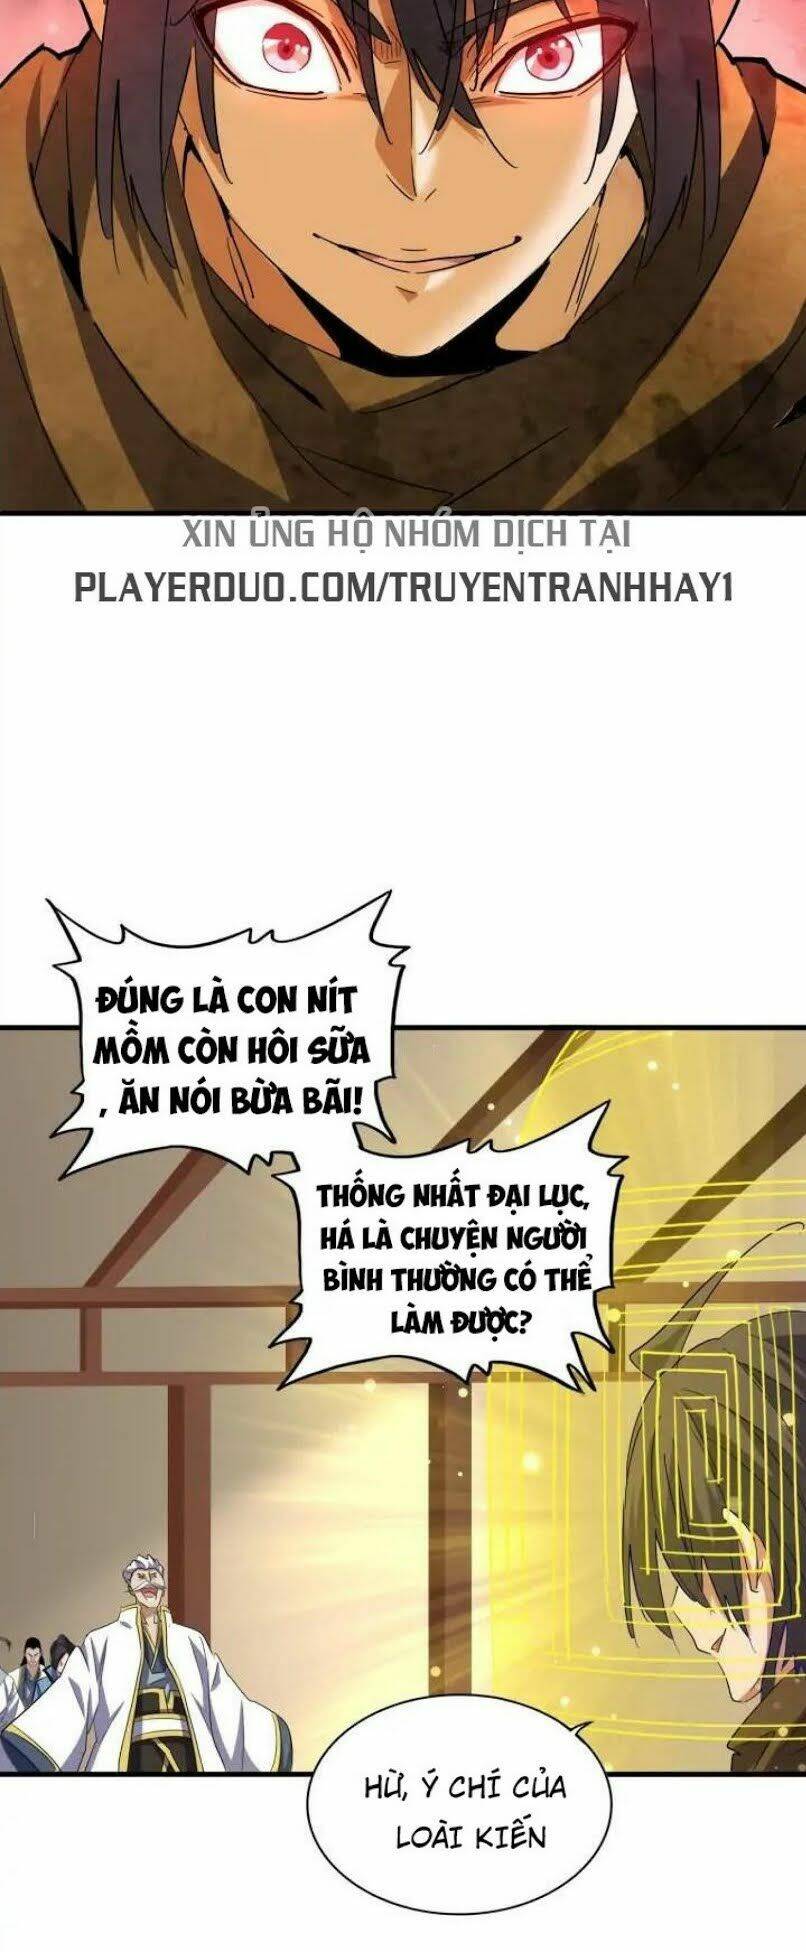 XIN ỦNG HỘ NHÓM DỊCH TẠI
PLAYERDUO.COM/TRUYENTRANHHAY1
ĐÚNG LÀ CON NÍT
MỒM CÒN HÔI SỮA
, ĂN NÓI BỪA BÃI!
THỐNG NHẤT ĐẠI LỤC,
HÁ LÀ CHUYỆN NGƯỜI
BÌNH THƯỜNG CÓ THỂ
LÀM ĐƯỢC?
HỪ, Ý CHÍ CỦA
LOÀI KIẾN